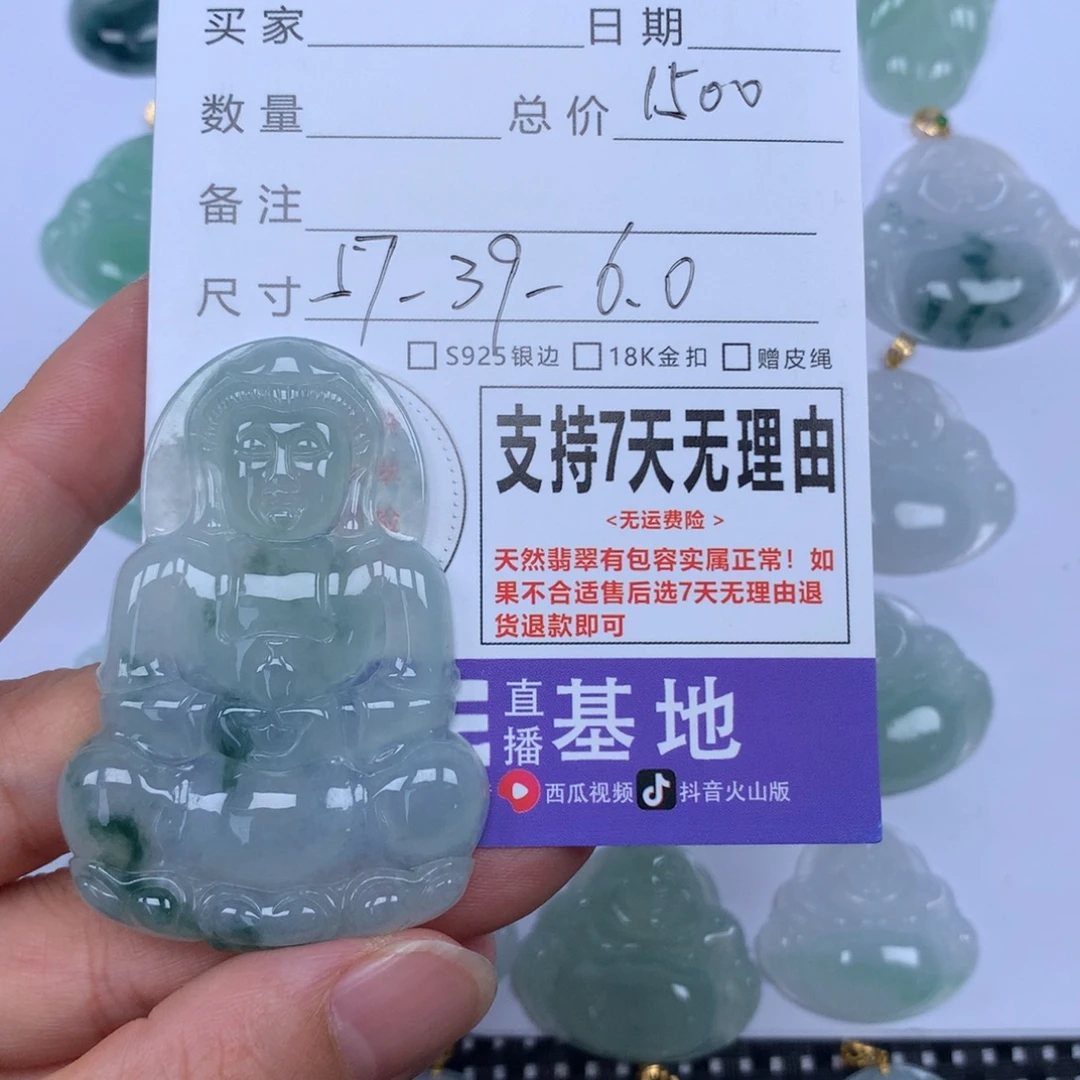 买家 日期
数量 总价 1500
备注
尺寸 57-39-6.0
□ S925银边 □ 18K金扣 □ 赠皮绳
支持7天无理由
<无运费险>
天然翡翠有包容实属正常！如
果不合适售后选7天无理由退
货退款即可
直播基地
西瓜视频 抖音火山版